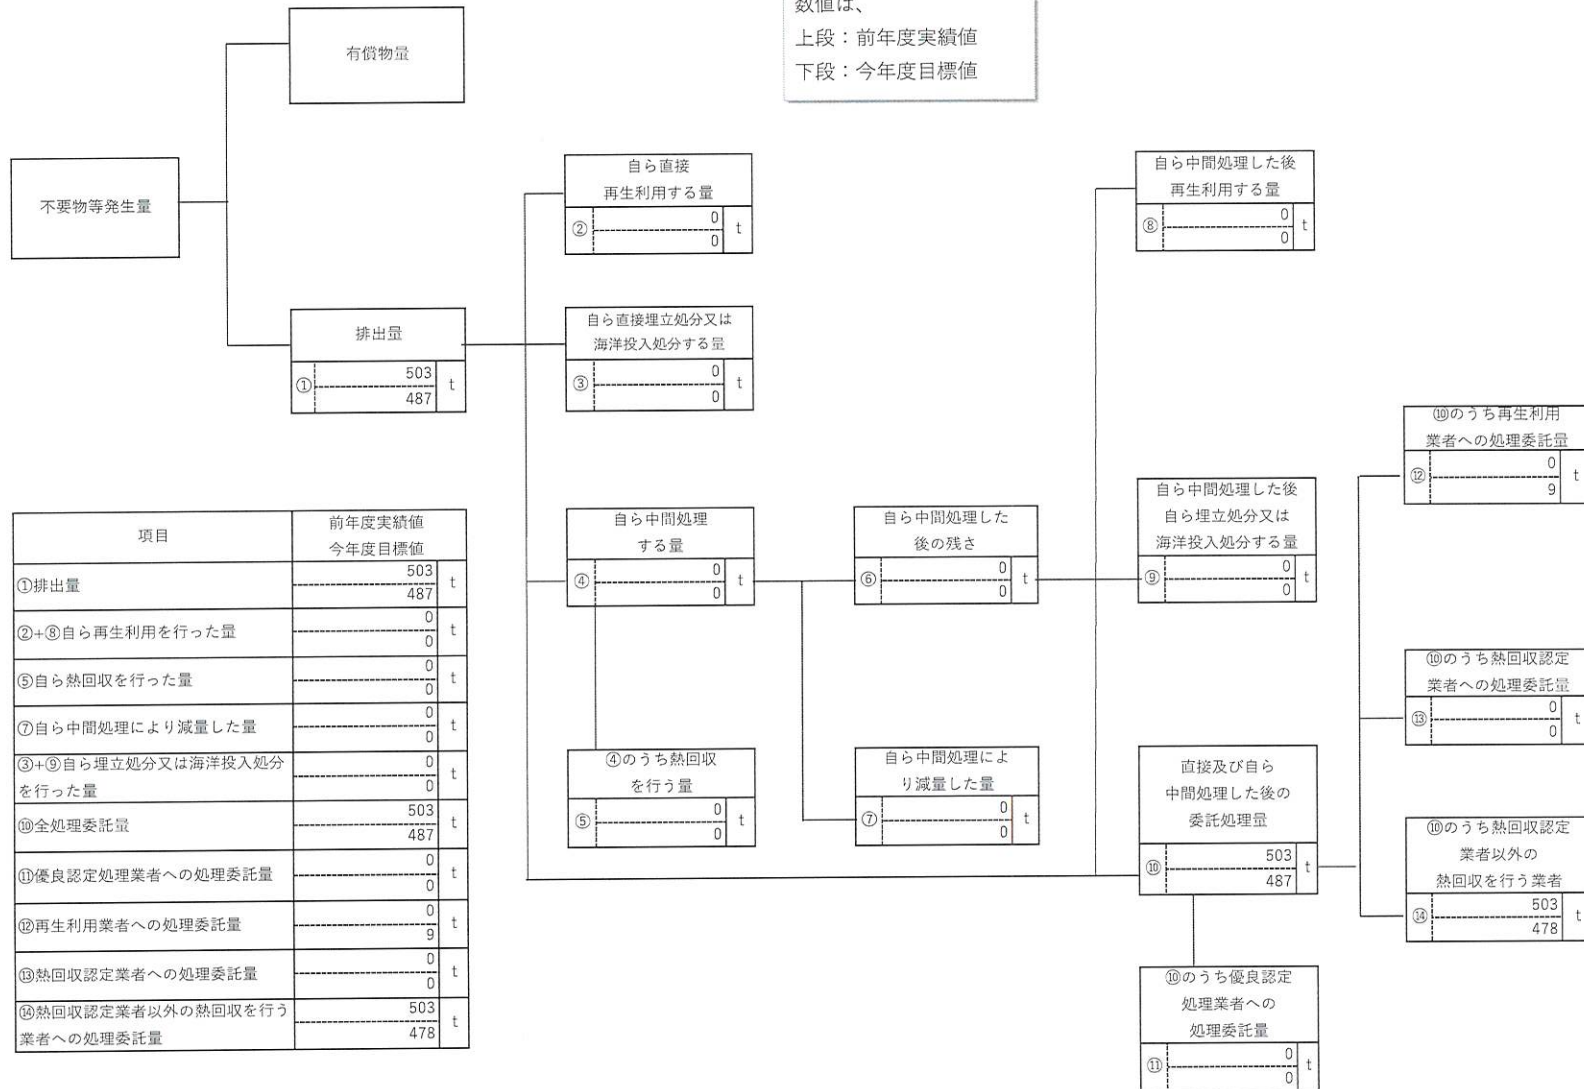 数値は、
上段：前年度実績値
下段：今年度目標値
有償物量
不要物等発生量
排出量
① 503 t
487
自ら直接
再生利用する量
② 0 t
0
自ら直接埋立処分又は
海洋投入処分する量
③ 0 t
0
自ら中間処理
する量
④ 0 t
0
④のうち熱回収
を行う量
⑤ 0 t
0
自ら中間処理した
後の残さ
⑥ 0 t
0
自ら中間処理によ
り減量した量
⑦ 0 t
0
自ら中間処理した後
再生利用する量
⑧ 0 t
0
自ら中間処理した後
自ら埋立処分又は
海洋投入処分する量
⑨ 0 t
0
直接及び自ら
中間処理した後の
委託処理量
⑩ 503 t
487
⑩のうち優良認定
処理業者への
処理委託量
⑪ 0 t
0
⑩のうち再生利用
業者への処理委託量
⑫ 0 t
9
⑩のうち熱回収認定
業者への処理委託量
⑬ 0 t
0
⑩のうち熱回収認定
業者以外の
熱回収を行う業者
⑭ 503 t
478
項目
前年度実績値
今年度目標値
①排出量 503 t
487
②+⑧自ら再生利用を行った量 0 t
0
⑤自ら熱回収を行った量 0 t
0
⑦自ら中間処理により減量した量 0 t
0
③+⑨自ら埋立処分又は海洋投入処分
を行った量
0 t
0
⑩全処理委託量 503 t
487
⑪優良認定処理業者への処理委託量 0 t
0
⑫再生利用業者への処理委託量 0 t
9
⑬熱回収認定業者への処理委託量 0 t
0
⑭熱回収認定業者以外の熱回収を行う
業者への処理委託量
503 t
478